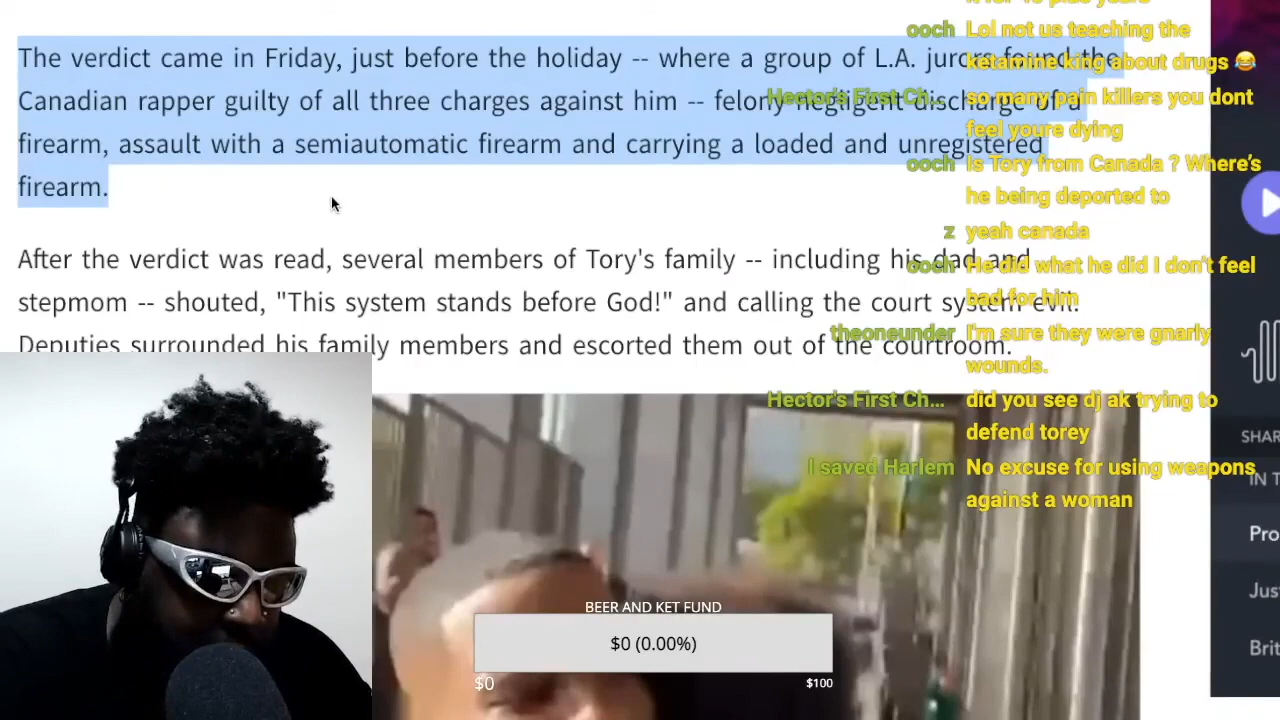 The verdict came in Friday, just before the holiday -- where a group of L.A. jurors found the
Canadian rapper guilty of all three charges against him -- felony negligent discharge of a
firearm, assault with a semiautomatic firearm and carrying a loaded and unregistered
firearm.
After the verdict was read, several members of Tory's family -- including his dad and
stepmom -- shouted, "This system stands before God!" and calling the court system evil.
Deputies surrounded his family members and escorted them out of the courtroom.
ooch Lol not us teaching the
ketamine king about drugs 😂
Hector's First Ch... so many pain killers you dont
feel youre dying
ooch Is Tory from Canada ? Where's
he being deported to
z yeah canada
ooch He did what he did I don't feel
bad for him
theoneunder I'm sure they were gnarly
wounds.
Hector's First Ch... did you see dj ak trying to
defend torey
I saved Harlem No excuse for using weapons
against a woman
SHAR
IN T
Pro
Jus
Brit
BEER AND KET FUND
$0 (0.00%)
$0 $100